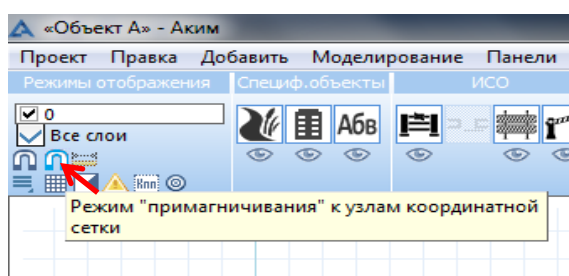 «Объект А» - Аким
Проект Правка Добавить Моделирование Панели
Режимы отображения Специф.объекты ИСО
0
Все слои
Абв
Кпп
Режим "примагничивания" к узлам координатной
сетки